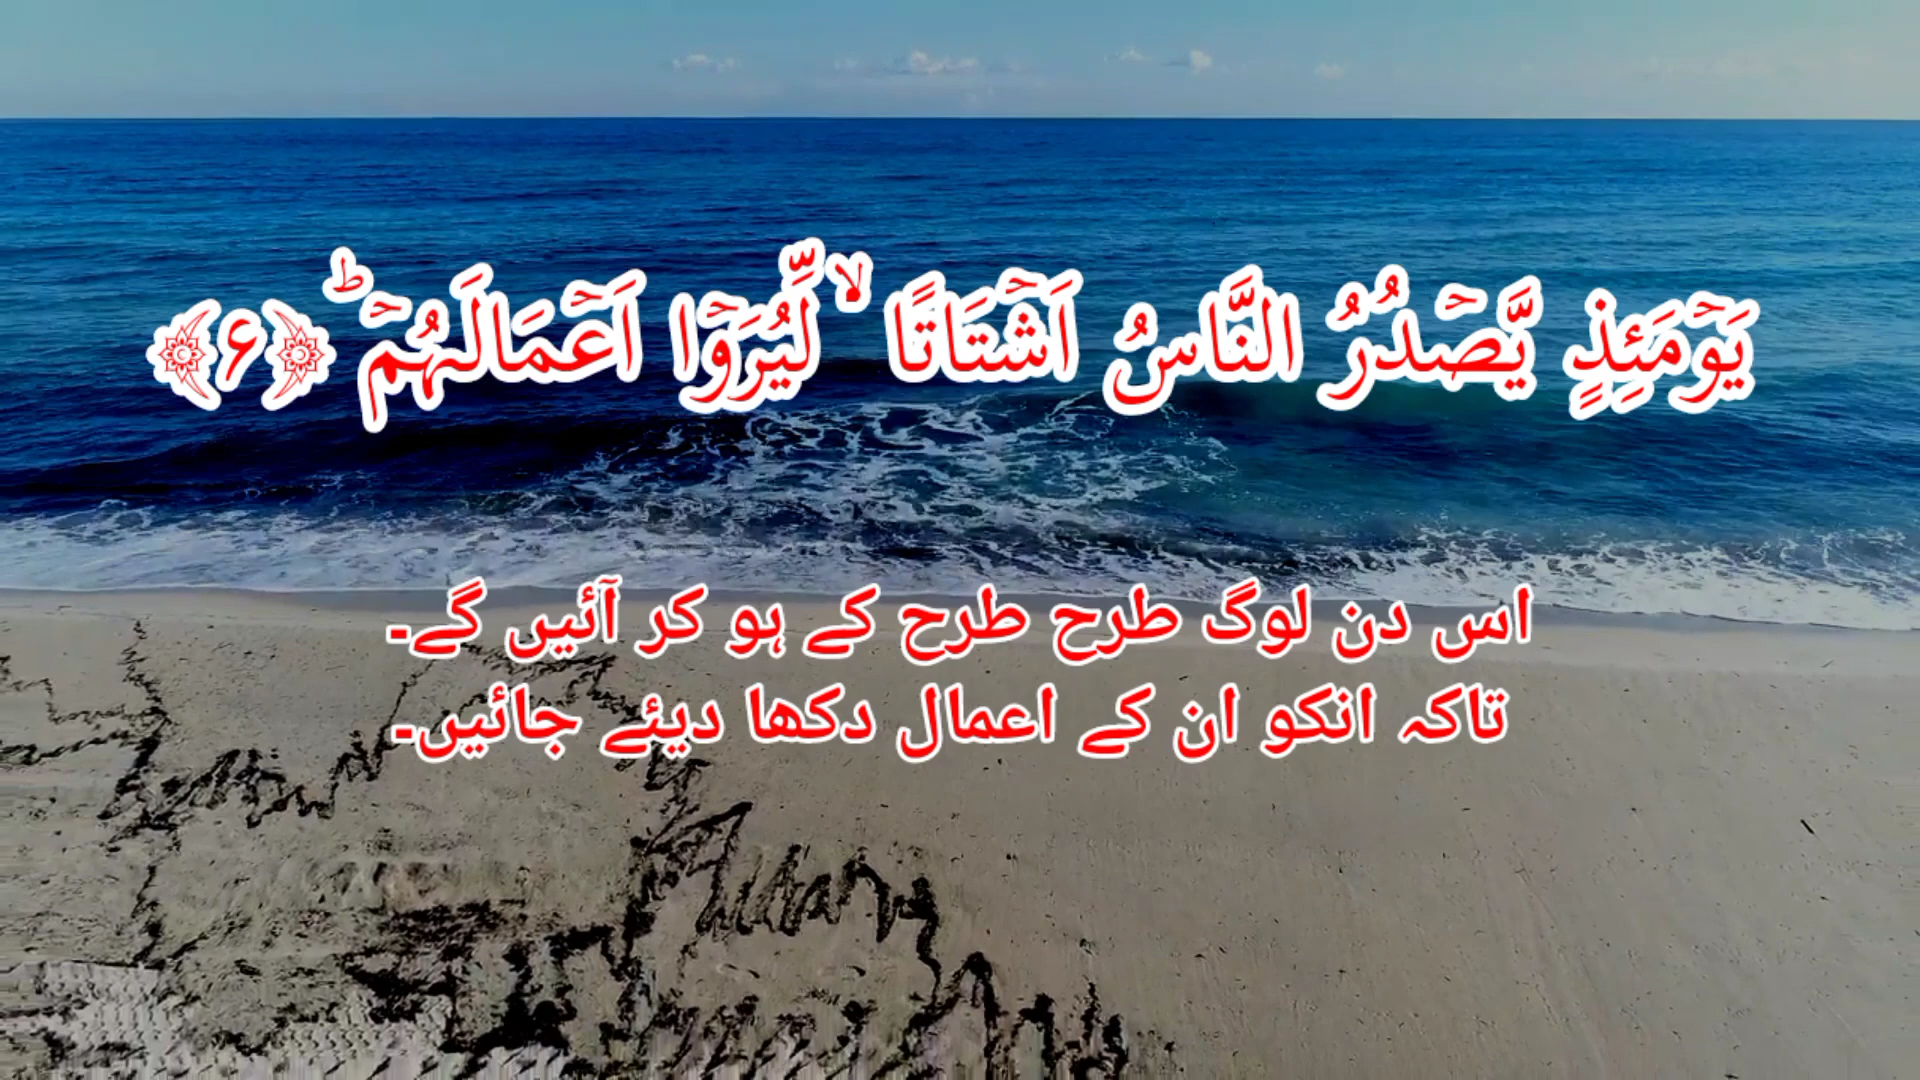 يَوۡمَئِذٍ يَّصۡدُرُ النَّاسُ اَشۡتَاتًا ۙ لِّيُرَوۡا اَعۡمَالَهُمۡ ؕ ﴿۶﴾
اس دن لوگ طرح طرح کے ہو کر آئیں گے۔
تاکہ انکو ان کے اعمال دکھا دیئے جائیں۔